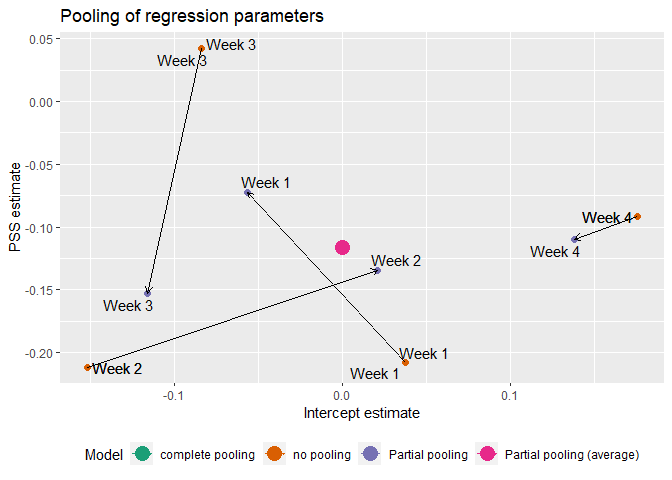 Pooling of regression parameters
0.05
Week 3
Week 3
0.00
-0.05
Week 1
PSS estimate
-0.10
Week 4
Week 4
Week 2
-0.15
Week 3
-0.20
Week 1
Week 2
Week 1
-0.1
0.0
0.1
Intercept estimate
Model
complete pooling
no pooling
Partial pooling
Partial pooling (average)